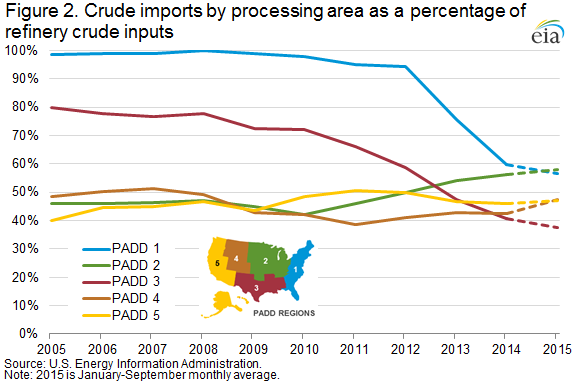 Figure 2. Crude imports by processing area as a percentage of
refinery crude inputs
eia
100%
90%
80%
70%
60%
50%
40%
30%
20%
10%
0%
PADD 1
PADD 2
PADD 3
PADD 4
PADD 5
5
4
2
1
3
PADD REGIONS
2005
2006
2007
2008
2009
2010
2011
2012
2013
2014
2015
Source: U.S. Energy Information Administration.
Note: 2015 is January-September monthly average.